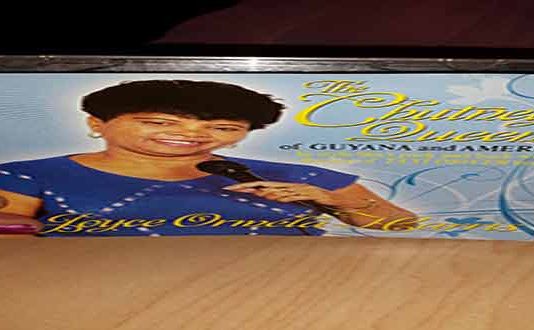 The
Chutney
Queen
of GUYANA and AMER
Joyce Ormela Harris